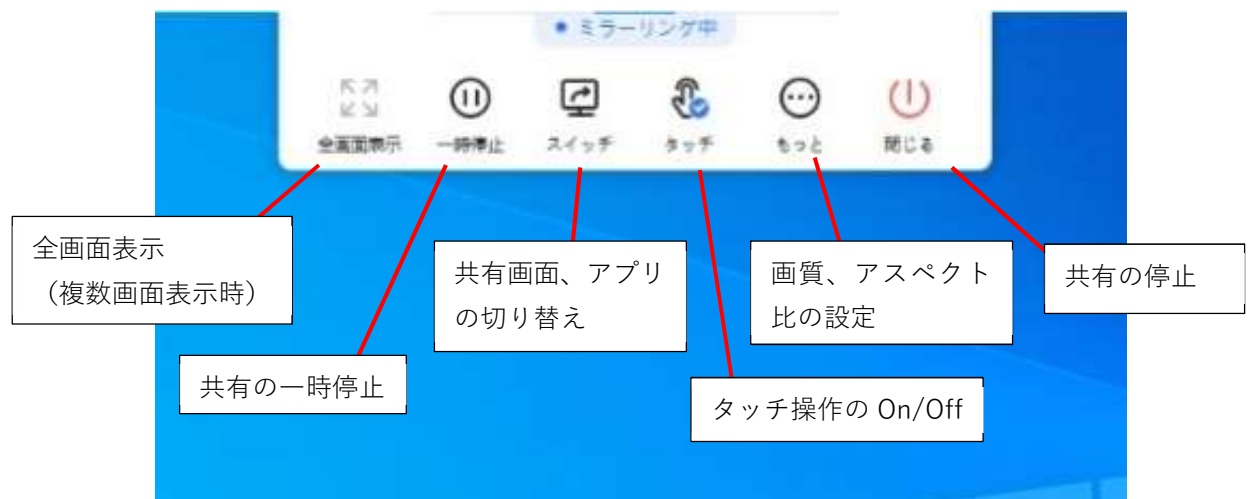 ミラーリング中
全画面表示
一時停止
スイッチ
タッチ
もっと
閉じる
全画面表示
（複数画面表示時）
共有の一時停止
共有画面、アプリ
の切り替え
タッチ操作の On/Off
画質、アスペクト
比の設定
共有の停止